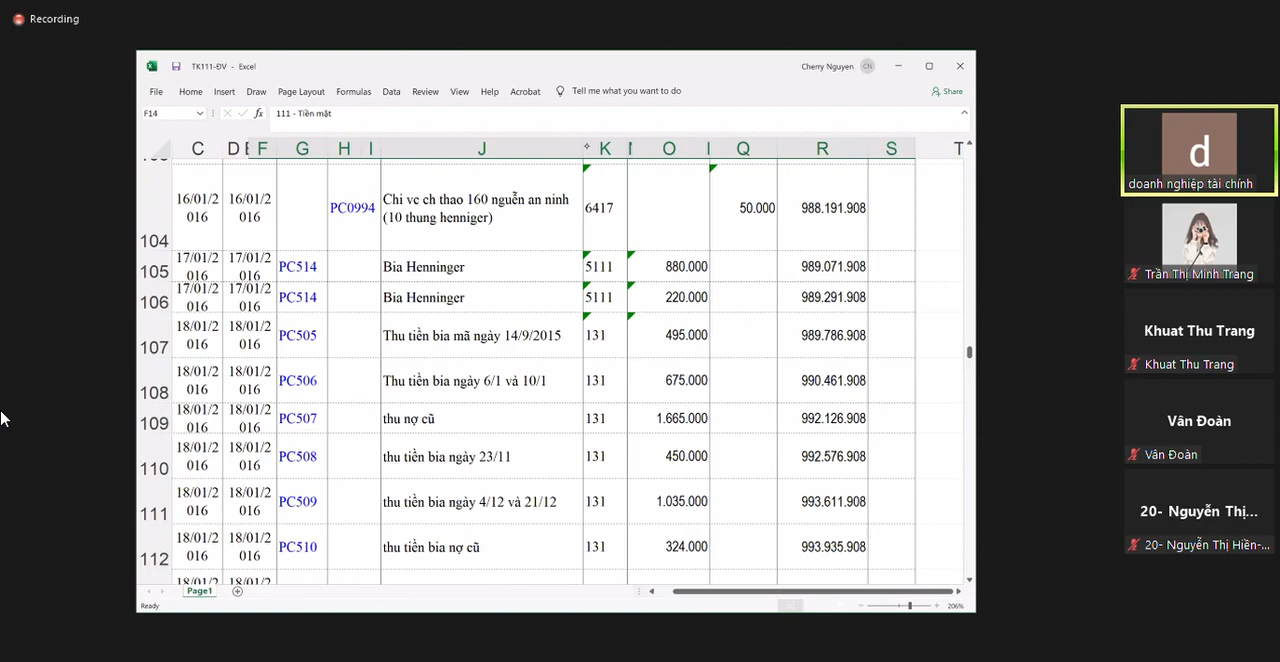 Recording
TK111-ĐV - Excel
Cherry Nguyen CN
File Home Insert Draw Page Layout Formulas Data Review View Help Acrobat Tell me what you want to do Share
F14 fx 111 - Tiền mặt
C D E F G H I J K O I Q R S T
104 16/01/2016 16/01/2016 PC0994 Chi vc ch thao 160 nguễn an ninh (10 thung henniger) 6417 50.000 988.191.908
105 17/01/2016 17/01/2016 PC514 Bia Henninger 5111 880.000 989.071.908
106 17/01/2016 17/01/2016 PC514 Bia Henninger 5111 220.000 989.291.908
107 18/01/2016 18/01/2016 PC505 Thu tiền bia mã ngày 14/9/2015 131 495.000 989.786.908
108 18/01/2016 18/01/2016 PC506 Thu tiền bia ngày 6/1 và 10/1 131 675.000 990.461.908
109 18/01/2016 18/01/2016 PC507 thu nợ cũ 131 1.665.000 992.126.908
110 18/01/2016 18/01/2016 PC508 thu tiền bia ngày 23/11 131 450.000 992.576.908
111 18/01/2016 18/01/2016 PC509 thu tiền bia ngày 4/12 và 21/12 131 1.035.000 993.611.908
112 18/01/2016 18/01/2016 PC510 thu tiền bia nợ cũ 131 324.000 993.935.908
18/01/2 18/01/2
Page1
Ready
206%
d
doanh nghiệp tài chính
Trần Thị Minh Trang
Khuat Thu Trang
Khuat Thu Trang
Vân Đoàn
Vân Đoàn
20- Nguyễn Thị...
20- Nguyễn Thị Hiền-...